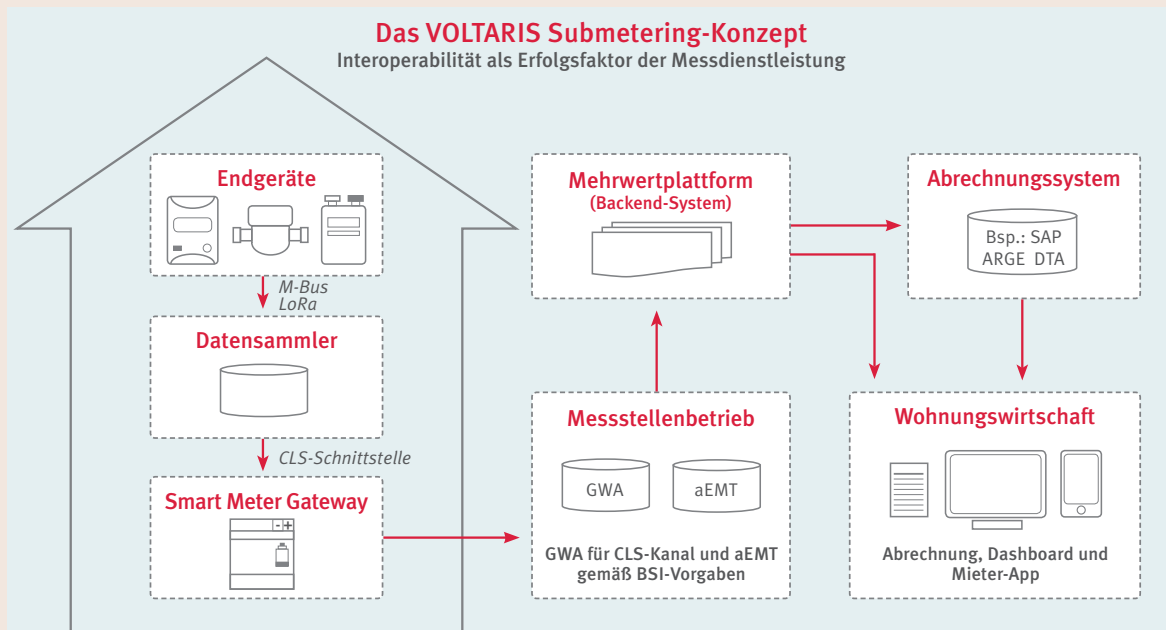 Das VOLTARIS Submetering-Konzept
Interoperabilität als Erfolgsfaktor der Messdienstleistung
Endgeräte
M-Bus
LoRa
Datensammler
CLS-Schnittstelle
Smart Meter Gateway
- +
Mehrwertplattform
(Backend-System)
Messstellenbetrieb
GWA
aEMT
GWA für CLS-Kanal und aEMT
gemäß BSI-Vorgaben
Abrechnungssystem
Bsp.: SAP
ARGE DTA
Wohnungswirtschaft
Abrechnung, Dashboard und
Mieter-App